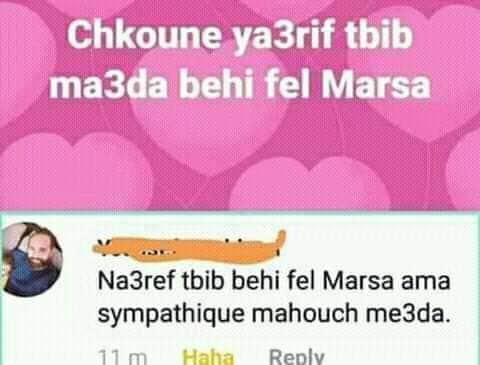 Chkoune ya3rif tbib
ma3da behi fel Marsa
Na3ref tbib behi fel Marsa ama
sympathique mahouch me3da.
11 m Haha Reply